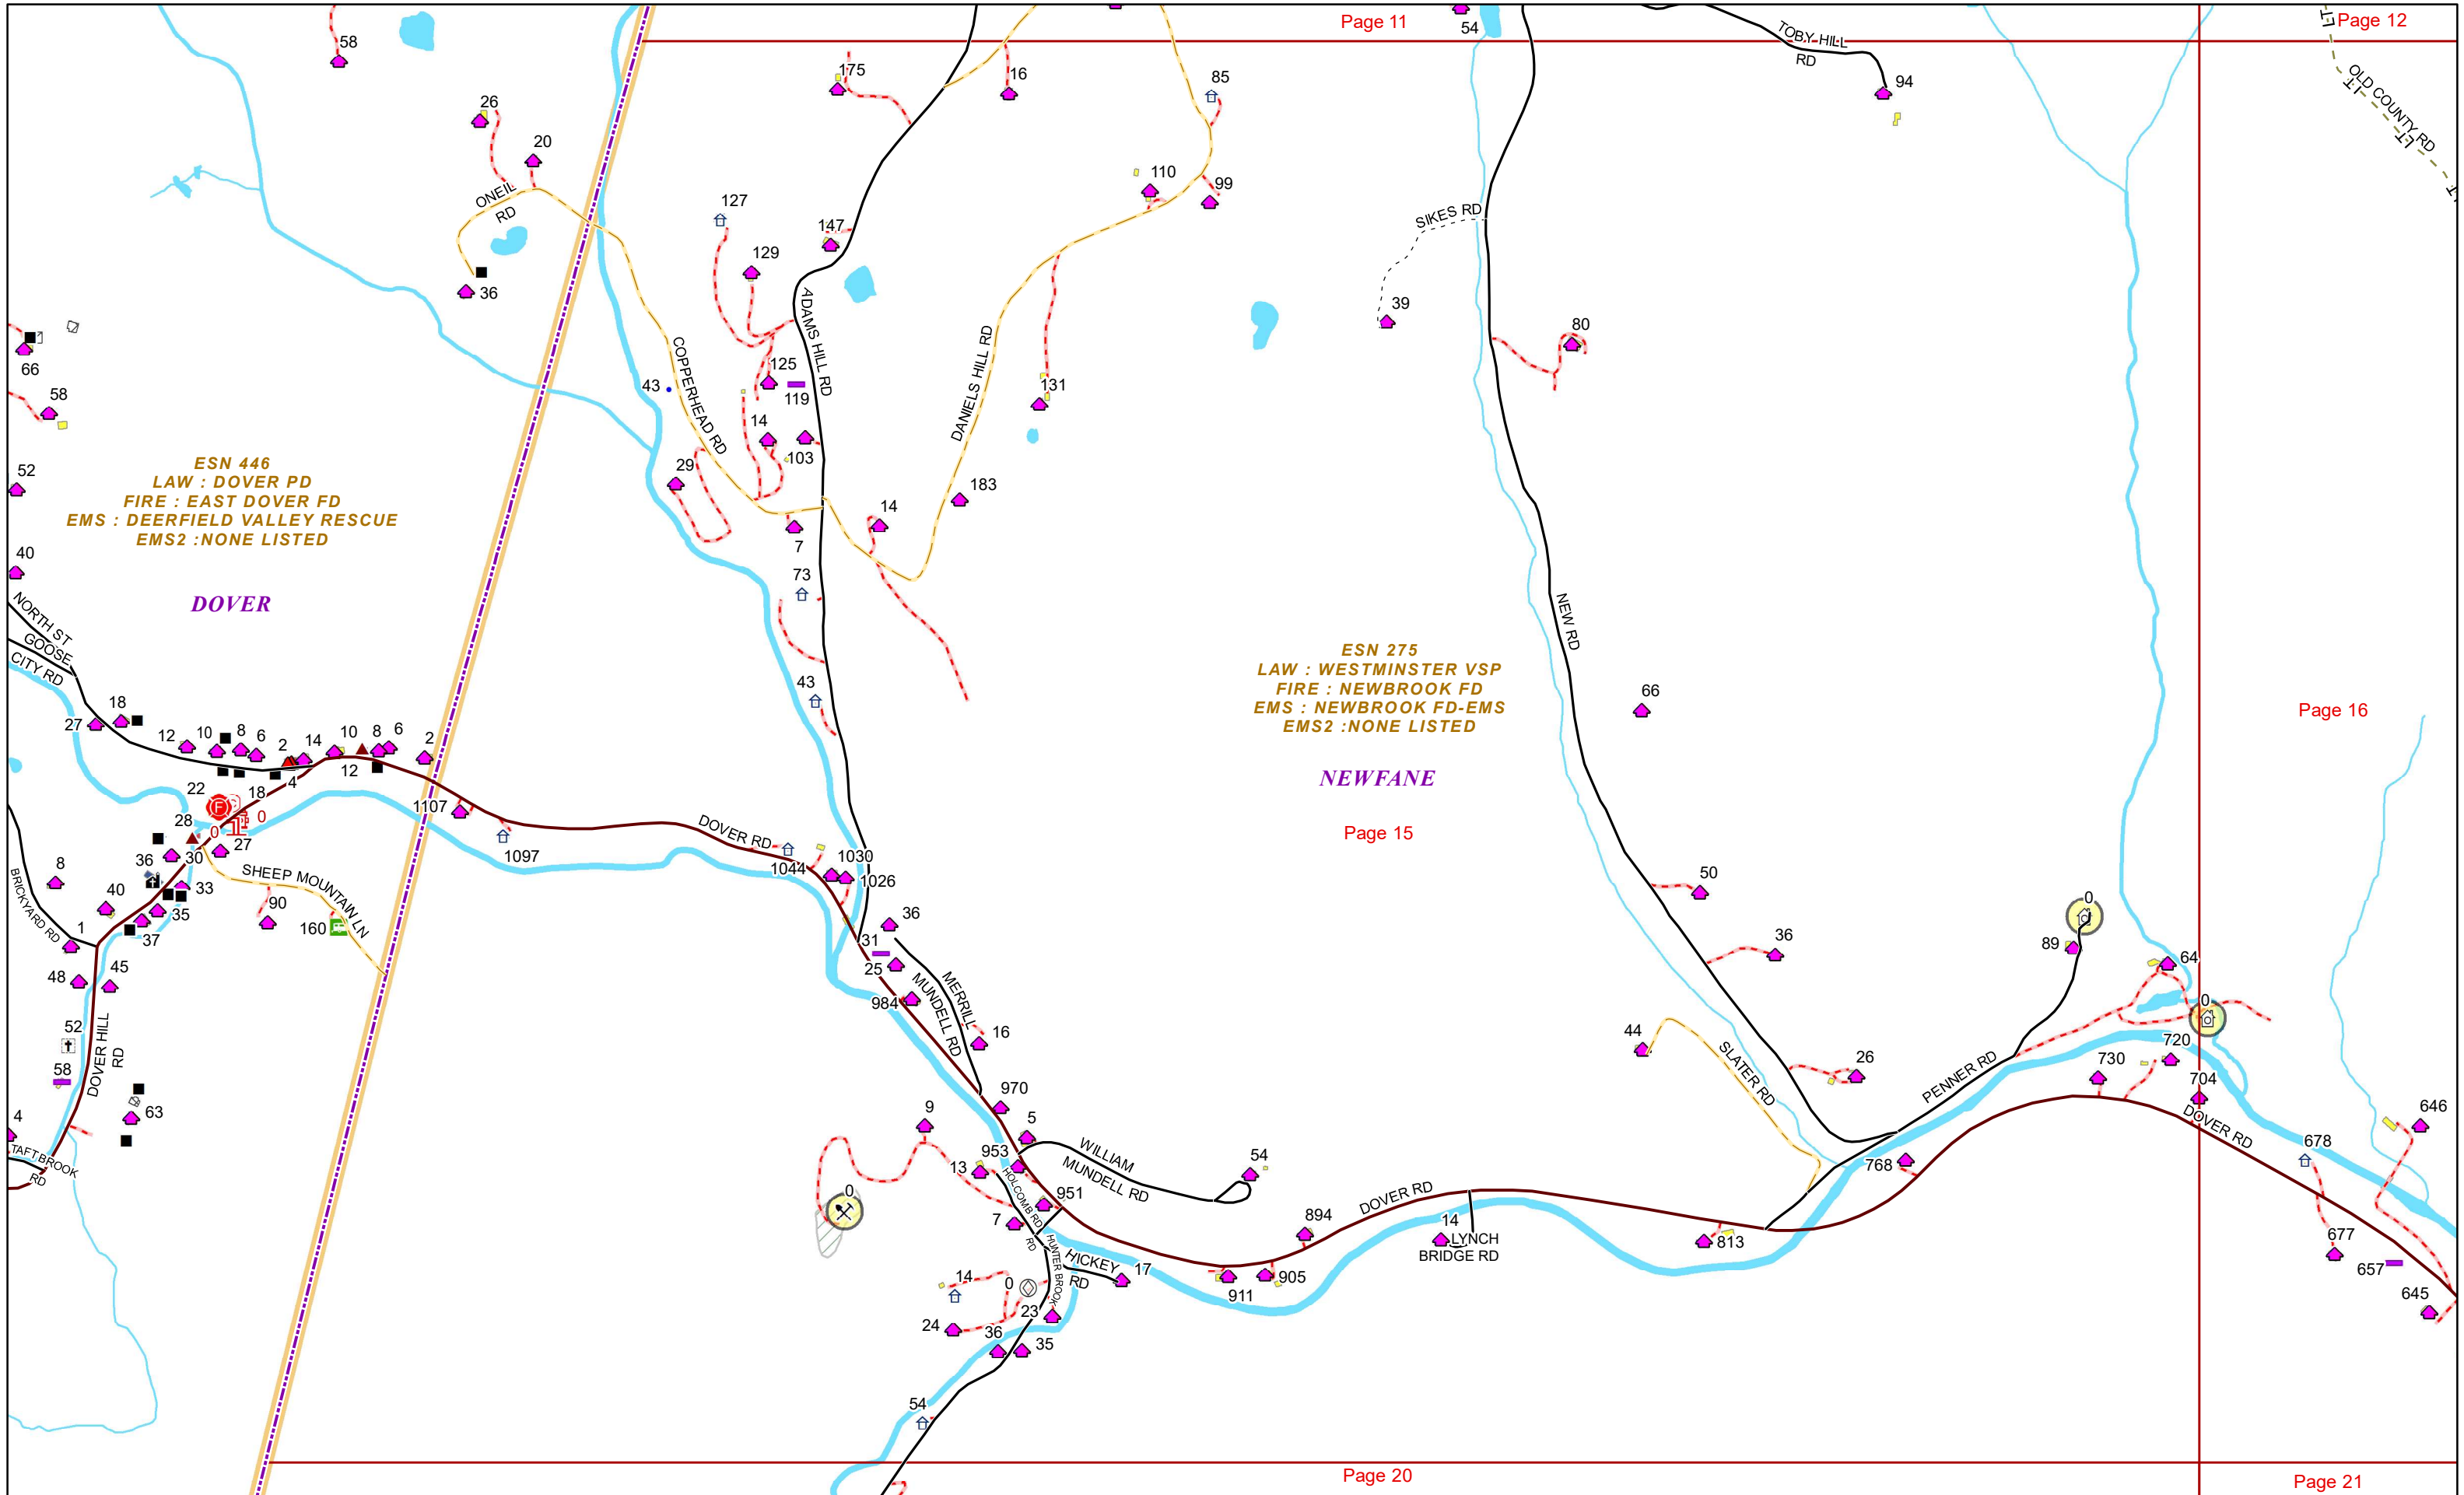 Page 11
Page 12
54
TOBY HILL
RD
OLD COUNTY RD
LT
LT
LT
58
175
16
85
94
26
20
110
99
ONEIL
RD
127
147
SIKES RD
129
36
39
80
66
ADAMS HILL RD
COPPERHEAD RD
DANIELS HILL RD
43
125
119
131
58
14
103
29
183
52
ESN 446
LAW : DOVER PD
FIRE : EAST DOVER FD
EMS : DEERFIELD VALLEY RESCUE
EMS2 :NONE LISTED
14
7
40
DOVER
73
NORTH ST
GOOSE
CITY RD
NEW RD
ESN 275
LAW : WESTMINSTER VSP
FIRE : NEWBROOK FD
EMS : NEWBROOK FD-EMS
EMS2 :NONE LISTED
NEWFANE
Page 15
Page 16
43
66
27
18
12
10
8
6
2
14
10
8
6
2
12
4
18
22
F
0
0
28
27
1107
1097
DOVER RD
1044
1030
1026
8
36
30
33
SHEEP MOUNTAIN LN
BRICKYARD RD
40
35
37
90
160
1
48
45
36
31
25
984
MERRILL
MUNDELL RD
16
50
36
0
89
64
0
52
DOVER HILL
RD
58
63
4
TAFT BROOK
RD
44
SLATER RD
26
PENNER RD
730
720
704
DOVER RD
646
678
970
5
9
953
13
WILLIAM
MUNDELL RD
54
HOLCOMB RD
951
7
RD
0
HUNTER BROOK
HICKEY
RD
17
894
DOVER RD
14
LYNCH
BRIDGE RD
813
768
677
657
645
905
911
14
0
23
24
36
35
54
Page 20
Page 21